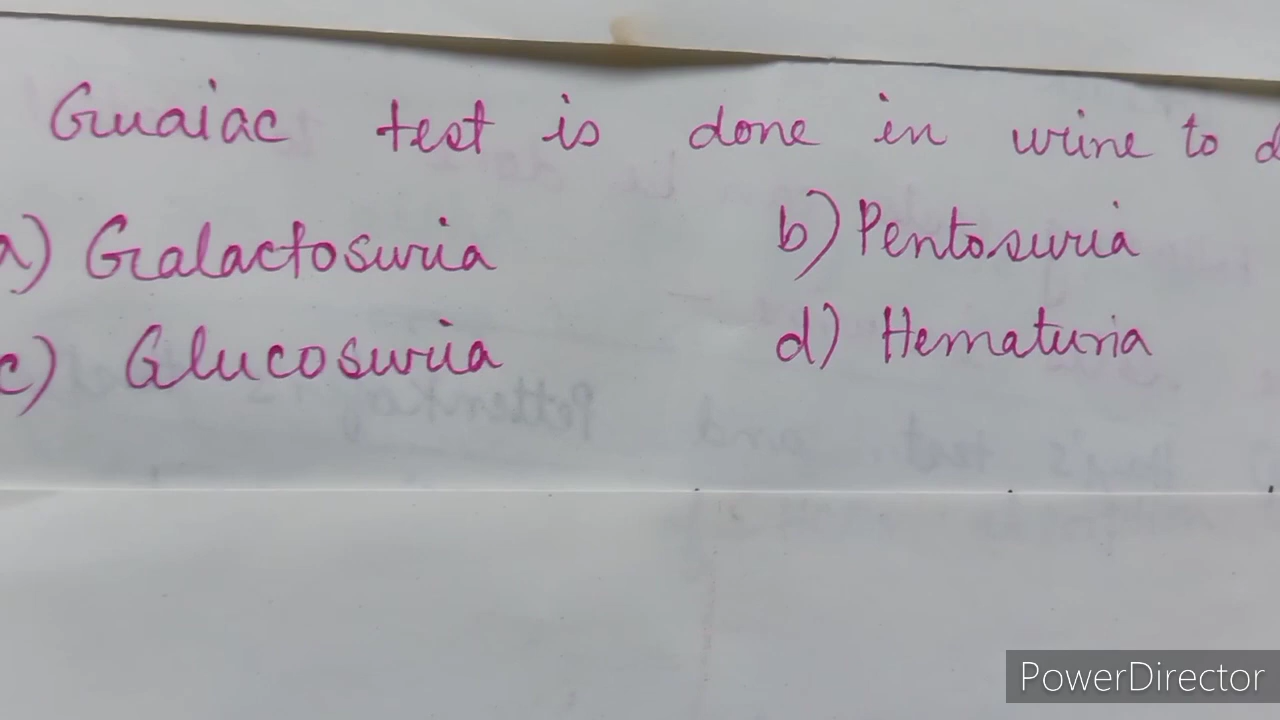 Guaiac test is done in urine to d
a) Galactosuria b) Pentosuria
c) Glucosuria d) Hematuria
PowerDirector